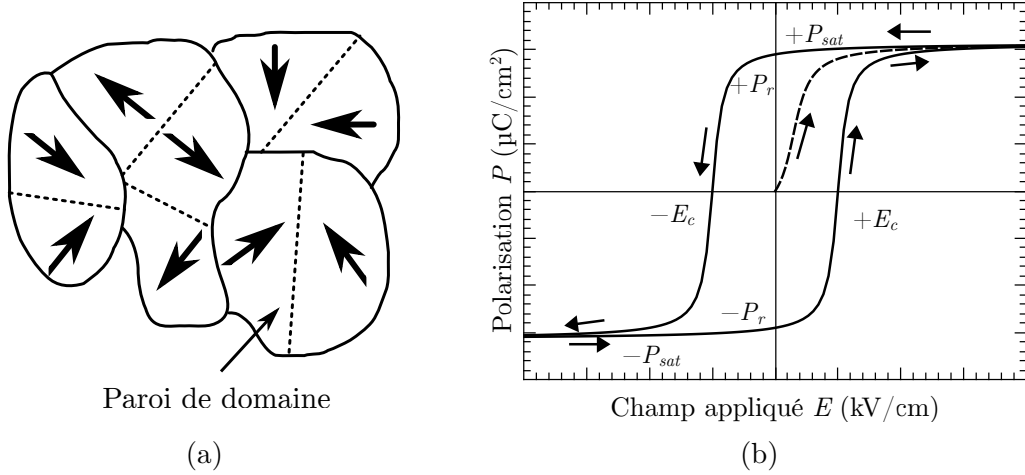 Paroi de domaine
(a)
Polarisation P (µC/cm²)
+P_sat
+P_r
−E_c
+E_c
−P_r
−P_sat
Champ appliqué E (kV/cm)
(b)